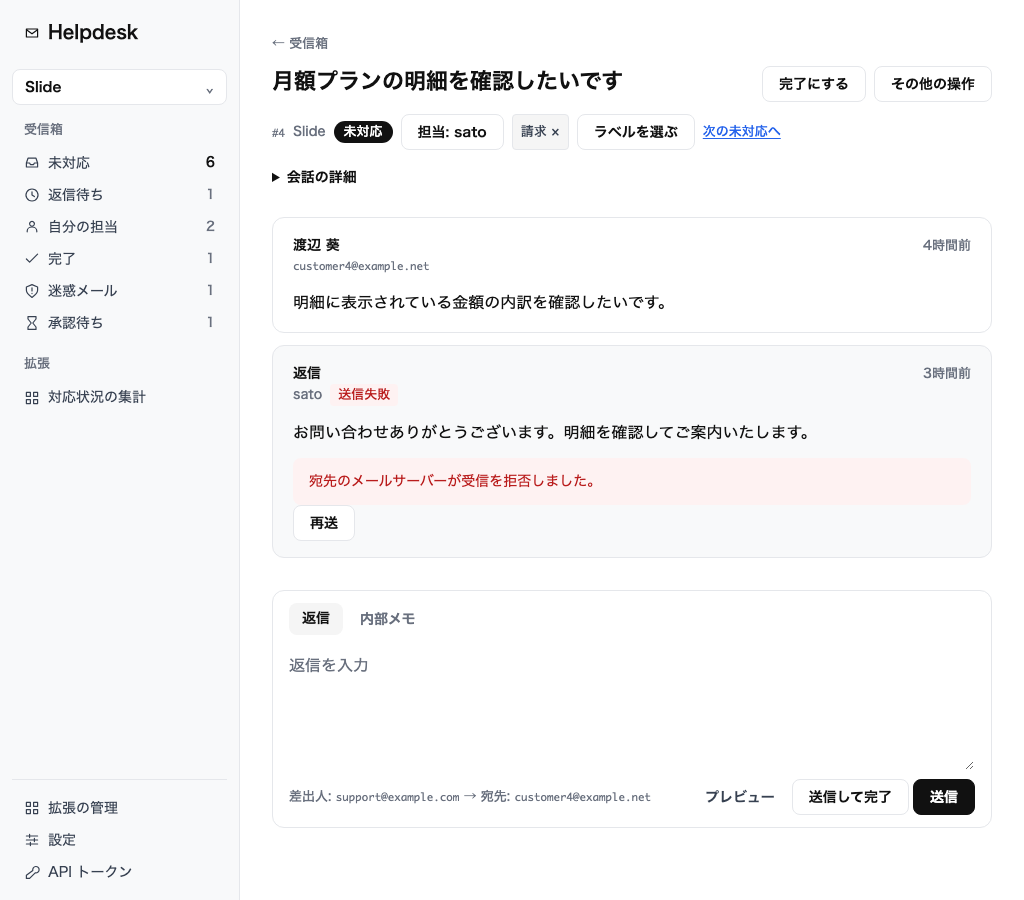 Helpdesk
Slide
受信箱
未対応 6
返信待ち 1
自分の担当 2
完了 1
迷惑メール 1
承認待ち 1
拡張
対応状況の集計
拡張の管理
設定
API トークン
← 受信箱
月額プランの明細を確認したいです
完了にする
その他の操作
#4 Slide 未対応 担当: sato 請求 × ラベルを選ぶ 次の未対応へ
▶ 会話の詳細
渡辺 葵 4時間前
customer4@example.net
明細に表示されている金額の内訳を確認したいです。
返信 3時間前
sato 送信失敗
お問い合わせありがとうございます。明細を確認してご案内いたします。
宛先のメールサーバーが受信を拒否しました。
再送
返信 内部メモ
返信を入力
差出人: support@example.com → 宛先: customer4@example.net プレビュー 送信して完了 送信